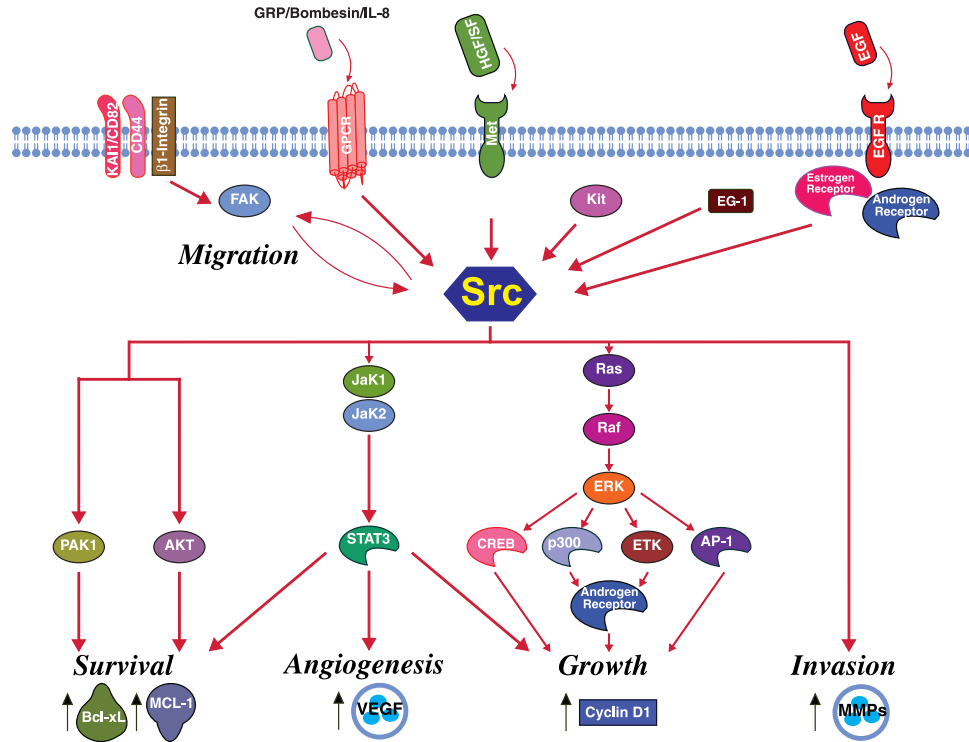 GRP/Bombesin/IL-8
HGF/SF
EGF
KAI1/CD82
CD44
β1-Integrin
GPCR
Met
EGF R
FAK
Kit
EG-1
Estrogen
Receptor
Androgen
Receptor
Migration
Src
JaK1
JaK2
Ras
Raf
ERK
PAK1
AKT
STAT3
CREB
p300
ETK
AP-1
Androgen
Receptor
Survival
Angiogenesis
Growth
Invasion
Bcl-xL
MCL-1
VEGF
Cyclin D1
MMPs